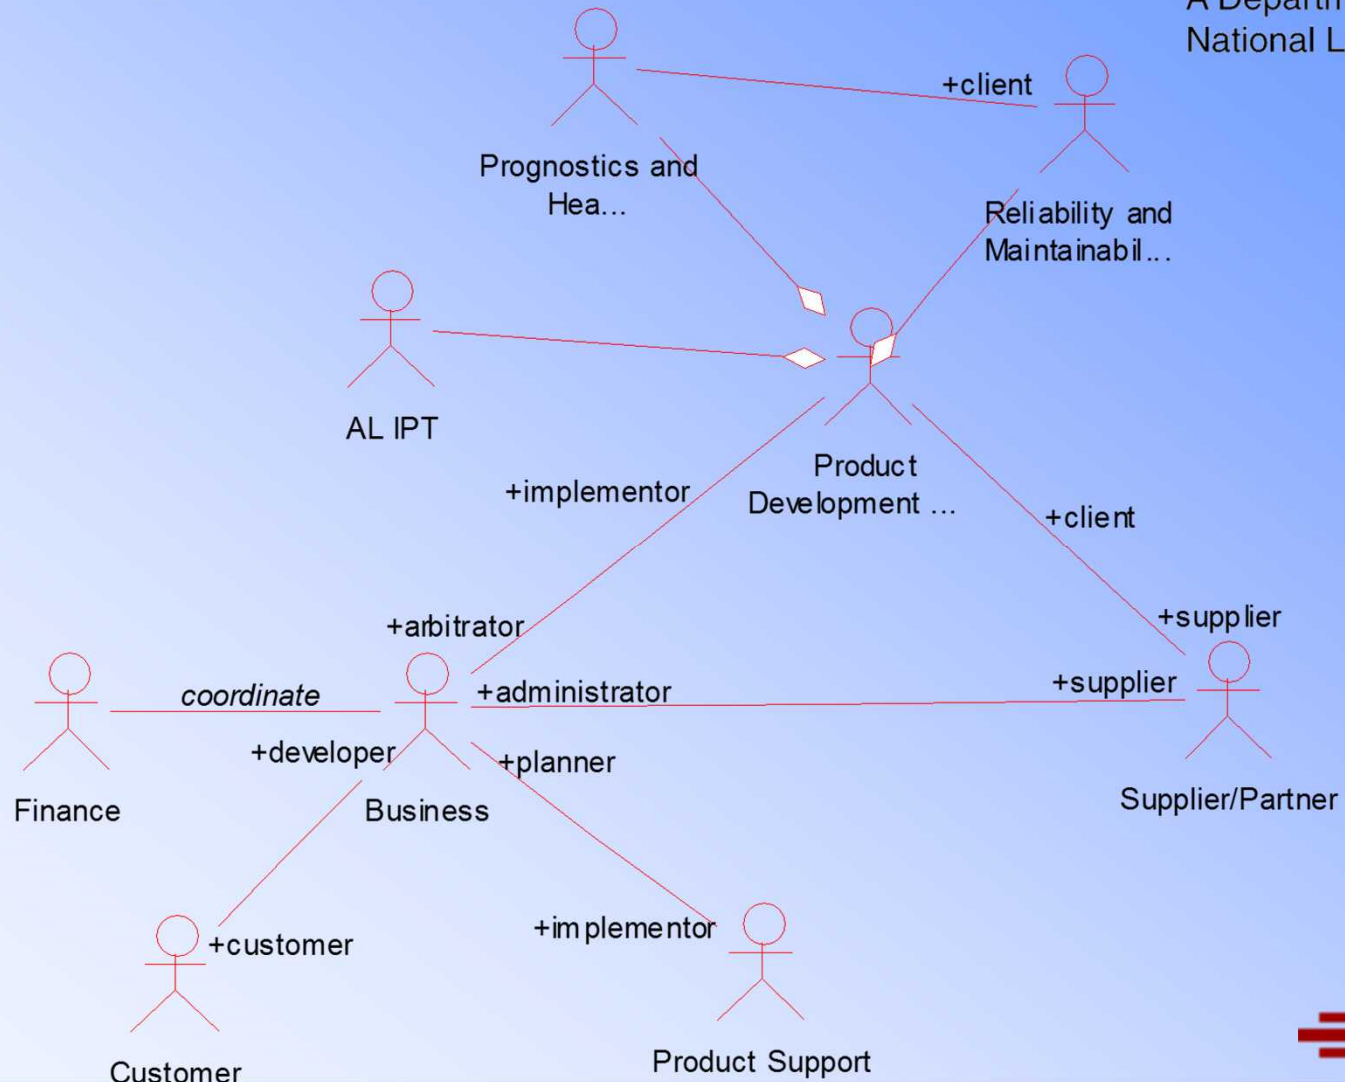 National L
+client
Prognostics and
Hea...
Reliability and
Maintainabil...
AL IPT
Product
Development ...
+implementor
+client
+arbitrator
+supplier
coordinate
+administrator
+supplier
+developer
+planner
Finance
Business
Supplier/Partner
+customer
+implementor
Customer
Product Support